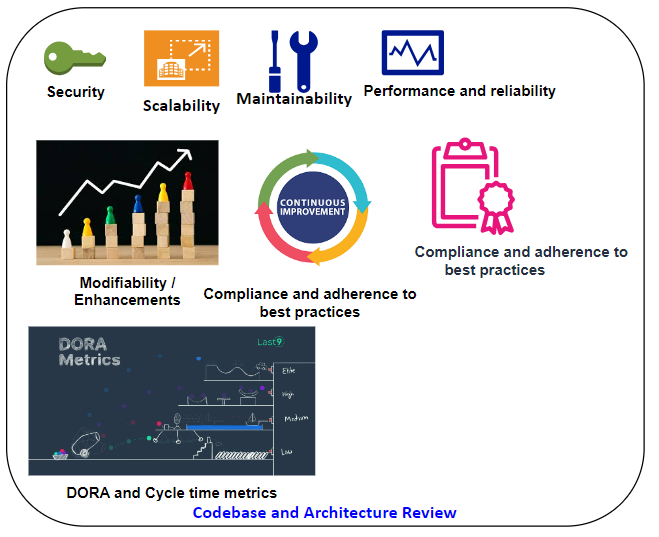 Security
Scalability
Maintainability
Performance and reliability
CONTINUOUS
IMPROVEMENT
Modifiability /
Enhancements
Compliance and adherence to
best practices
Compliance and adherence to
best practices
DORA
Metrics
Last9
Elite
High
Medium
Low
DORA and Cycle time metrics
Codebase and Architecture Review